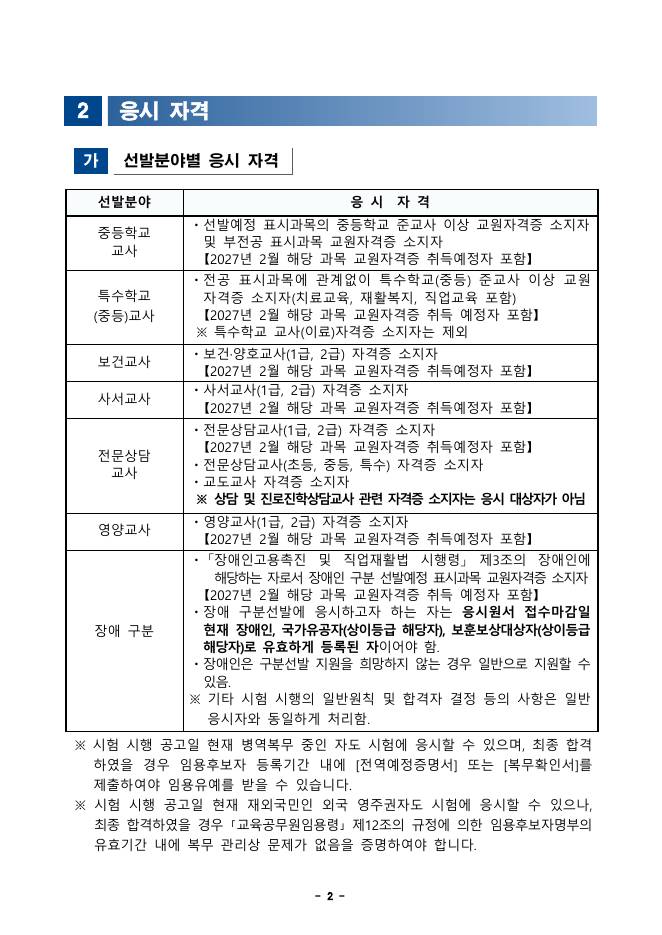 2 응시 자격
가 선발분야별 응시 자격
선발분야 응 시 자 격
중등학교
교사
・선발예정 표시과목의 중등학교 준교사 이상 교원자격증 소지자
및 부전공 표시과목 교원자격증 소지자
【2027년 2월 해당 과목 교원자격증 취득예정자 포함】
특수학교
(중등)교사
・전공 표시과목에 관계없이 특수학교(중등) 준교사 이상 교원
자격증 소지자(치료교육, 재활복지, 직업교육 포함)
【2027년 2월 해당 과목 교원자격증 취득 예정자 포함】
※ 특수학교 교사(이료)자격증 소지자는 제외
보건교사
・보건·양호교사(1급, 2급) 자격증 소지자
【2027년 2월 해당 과목 교원자격증 취득예정자 포함】
사서교사
・사서교사(1급, 2급) 자격증 소지자
【2027년 2월 해당 과목 교원자격증 취득예정자 포함】
전문상담
교사
・전문상담교사(1급, 2급) 자격증 소지자
【2027년 2월 해당 과목 교원자격증 취득예정자 포함】
・전문상담교사(초등, 중등, 특수) 자격증 소지자
・교도교사 자격증 소지자
※ 상담 및 진로진학상담교사 관련 자격증 소지자는 응시 대상자가 아님
영양교사
・영양교사(1급, 2급) 자격증 소지자
【2027년 2월 해당 과목 교원자격증 취득예정자 포함】
장애 구분
・「장애인고용촉진 및 직업재활법 시행령」 제3조의 장애인에
해당하는 자로서 장애인 구분 선발예정 표시과목 교원자격증 소지자
【2027년 2월 해당 과목 교원자격증 취득 예정자 포함】
・장애 구분선발에 응시하고자 하는 자는 응시원서 접수마감일
현재 장애인, 국가유공자(상이등급 해당자), 보훈보상대상자(상이등급
해당자)로 유효하게 등록된 자이어야 함.
・장애인은 구분선발 지원을 희망하지 않는 경우 일반으로 지원할 수
있음.
※ 기타 시험 시행의 일반원칙 및 합격자 결정 등의 사항은 일반
응시자와 동일하게 처리함.
※ 시험 시행 공고일 현재 병역복무 중인 자도 시험에 응시할 수 있으며, 최종 합격
하였을 경우 임용후보자 등록기간 내에 [전역예정증명서] 또는 [복무확인서]를
제출하여야 임용유예를 받을 수 있습니다.
※ 시험 시행 공고일 현재 재외국민인 외국 영주권자도 시험에 응시할 수 있으나,
최종 합격하였을 경우 「교육공무원임용령」 제12조의 규정에 의한 임용후보자명부의
유효기간 내에 복무 관리상 문제가 없음을 증명하여야 합니다.
- 2 -